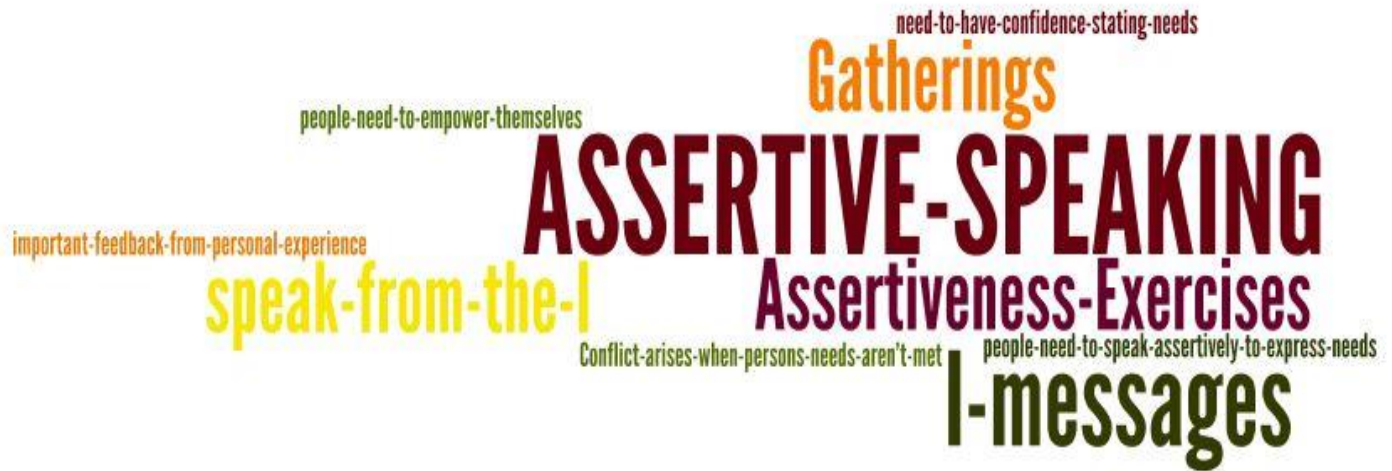 need-to-have-confidence-stating-needs
Gatherings
people-need-to-empower-themselves
ASSERTIVE-SPEAKING
important-feedback-from-personal-experience
speak-from-the-I
Assertiveness-Exercises
Conflict-arises-when-persons-needs-aren't-met
people-need-to-speak-assertively-to-express-needs
I-messages